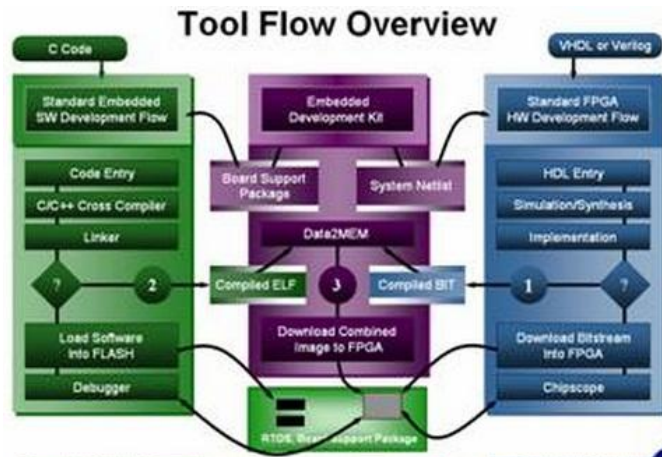 Tool Flow Overview
C Code
VHDL or Verilog
Standard Embedded
SW Development Flow
Embedded
Development Kit
Standard FPGA
HW Development Flow
Code Entry
C/C++ Cross Compiler
Linker
Board Support
Package
System Netlist
HDL Entry
Simulation/Synthesis
Implementation
Data2MEM
?
2
Compiled ELF
3
Compiled BIT
1
?
Load Software
Into FLASH
Debugger
Download Combined
Image to FPGA
Download Bitstream
Into FPGA
Chipscope
RTOS, Board Support Package